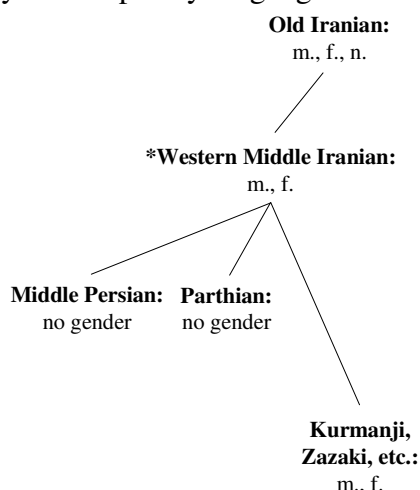 Old Iranian:
m., f., n.
*Western Middle Iranian:
m., f.
Middle Persian: Parthian:
no gender no gender
Kurmanji,
Zazaki, etc.:
m., f.